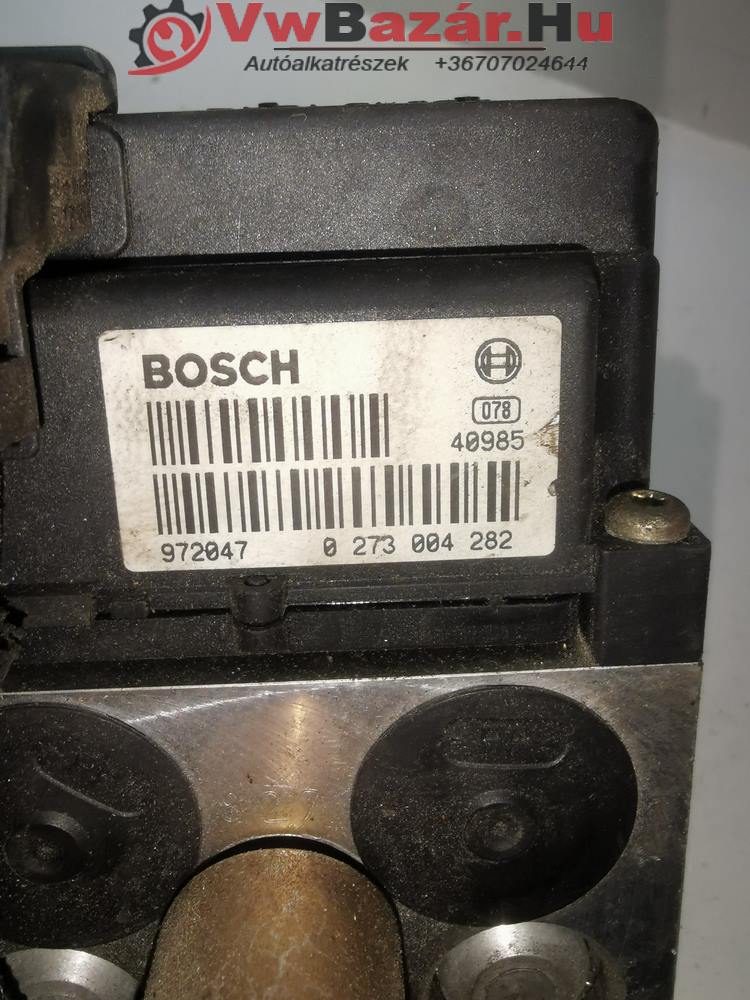 VwBazár.Hu
Autóalkatrészek +36707024644
BOSCH
078
40985
972047 0 273 004 282